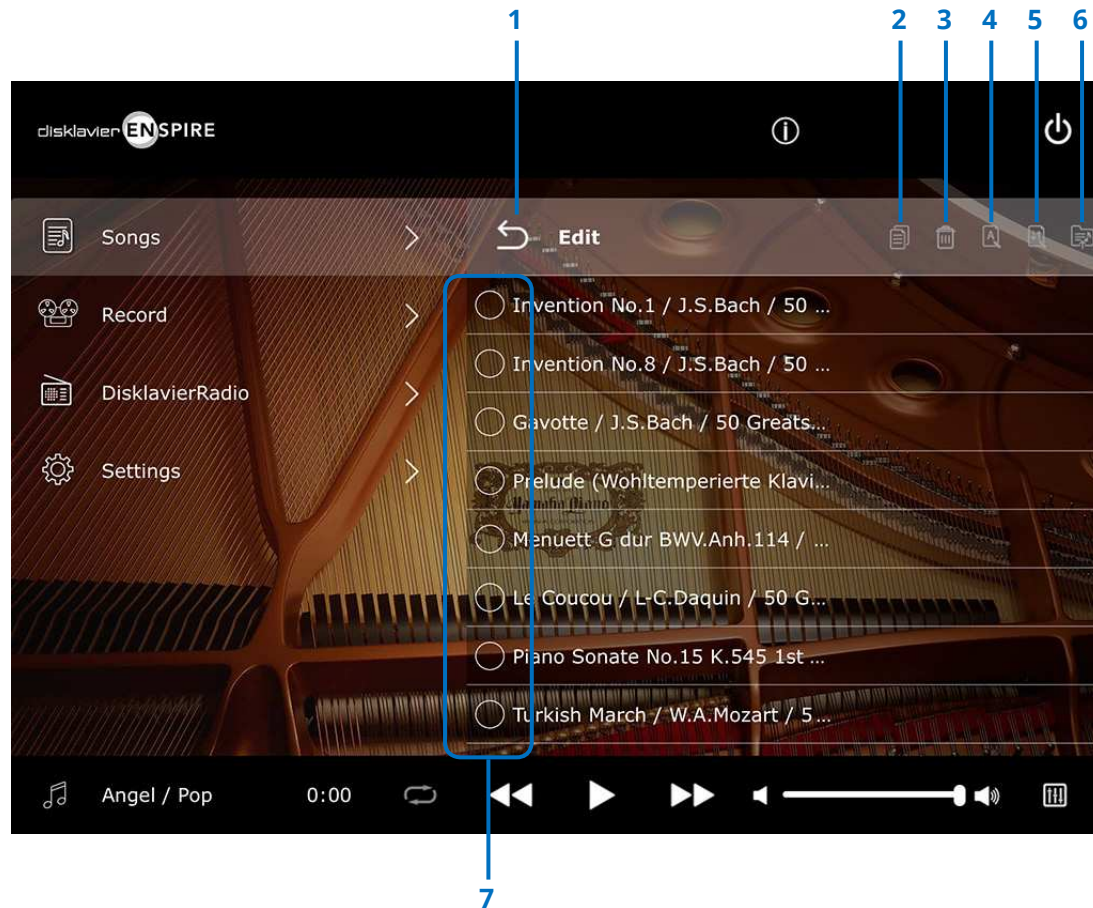 1 2 3 4 5 6
disklavier ENSPIRE
Songs
Edit
Record
DisklavierRadio
Settings
Invention No.1 / J.S.Bach / 50 ...
Invention No.8 / J.S.Bach / 50 ...
Gavotte / J.S.Bach / 50 Greats...
Prelude (Wohltemperierte Klavi...
Yamaha Piano
Menuett G dur BWV.Anh.114 / ...
Le Coucou / L-C.Daquin / 50 G...
Piano Sonate No.15 K.545 1st ...
Turkish March / W.A.Mozart / 5...
Angel / Pop 0:00
7